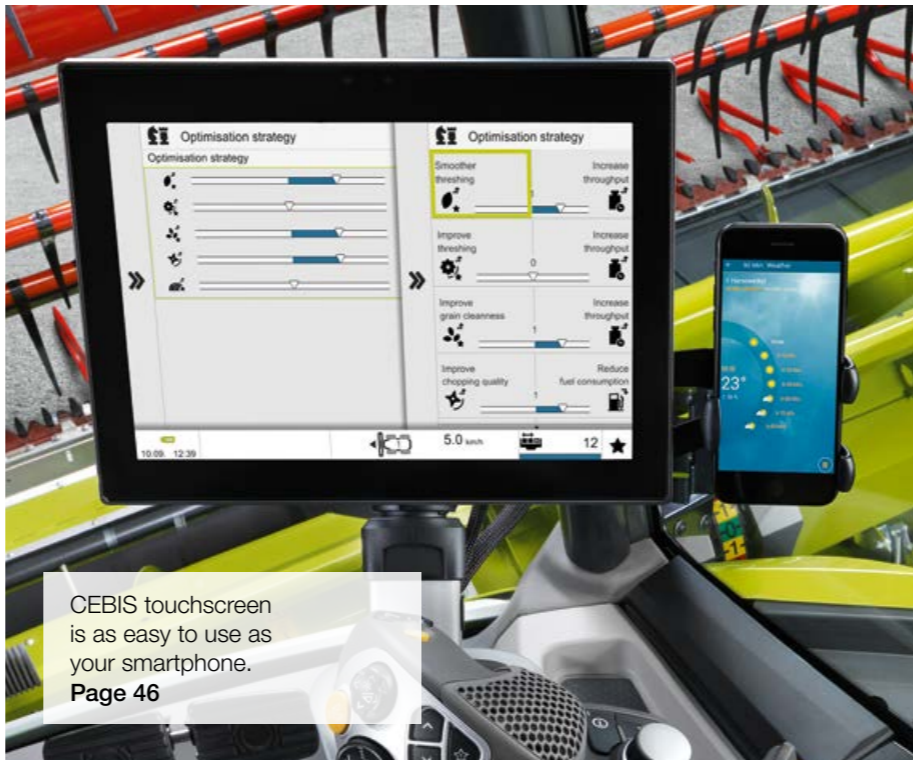 Optimisation strategy
Optimisation strategy
Optimisation strategy
Smoother threshing
Increase throughput
1
Improve threshing
Increase throughput
0
Improve grain cleanness
Increase throughput
1
Improve chopping quality
Reduce fuel consumption
1
10.09. 12:39
1
5.0 km/h
12
Weather
23°
CEBIS touchscreen
is as easy to use as
your smartphone.
Page 46